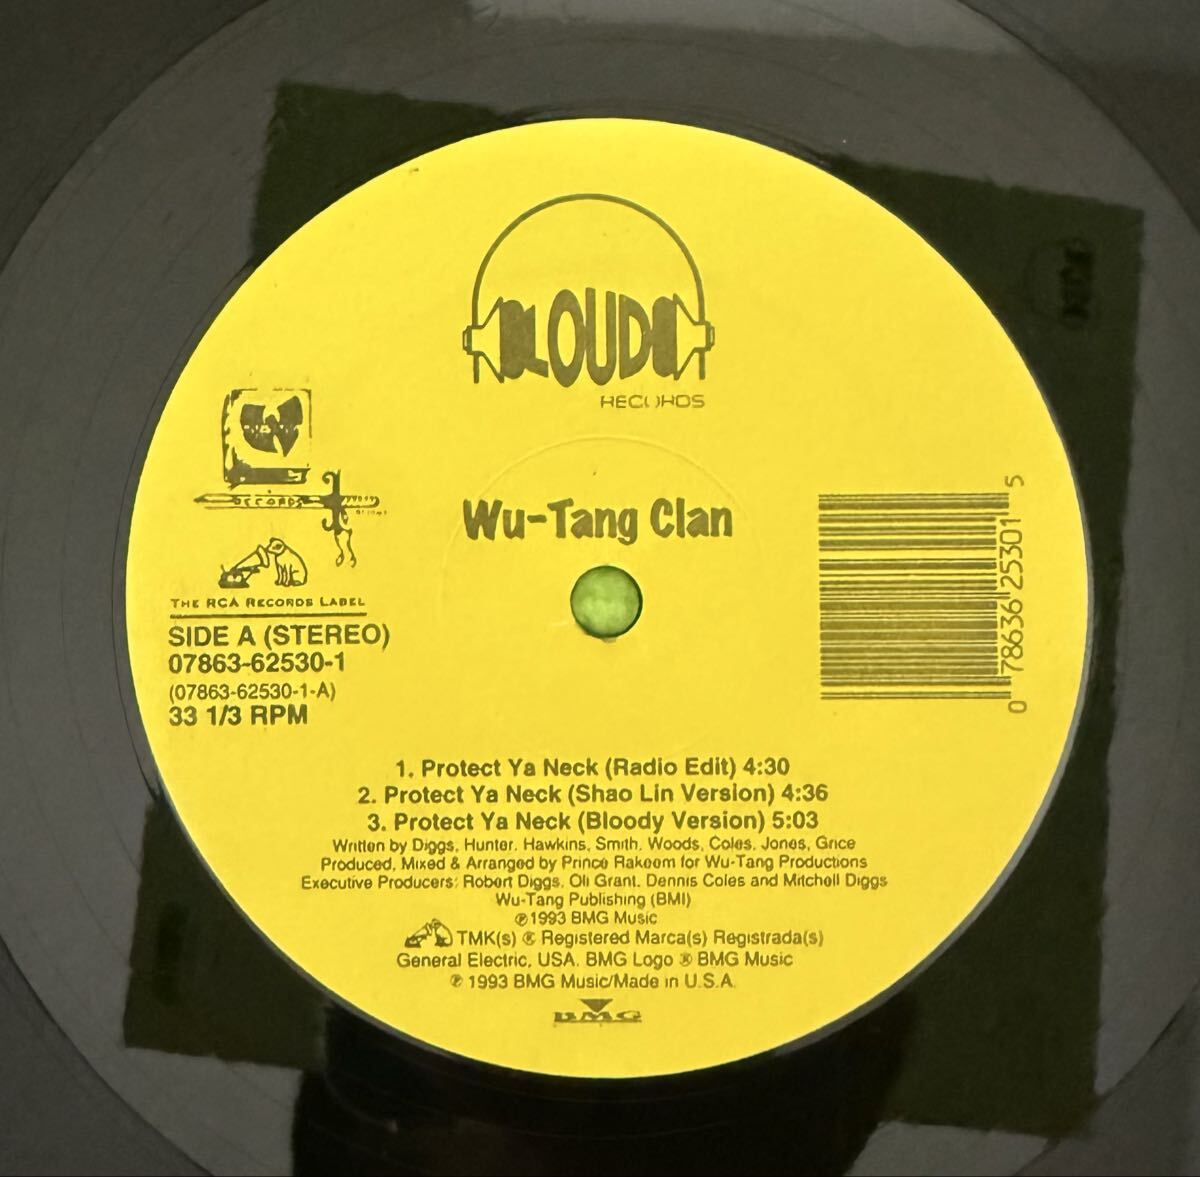 LOUD
RECORDS
RECORDS
Wu-Tang Clan
THE RCA RECORDS LABEL
SIDE A (STEREO)
07863-62530-1
(07863-62530-1-A)
33 1/3 RPM
0 78636 25301 5
1. Protect Ya Neck (Radio Edit) 4:30
2. Protect Ya Neck (Shao Lin Version) 4:36
3. Protect Ya Neck (Bloody Version) 5:03
Written by Diggs, Hunter, Hawkins, Smith, Woods, Coles, Jones, Grice
Produced, Mixed & Arranged by Prince Rakeem for Wu-Tang Productions
Executive Producers: Robert Diggs, Oli Grant, Dennis Coles and Mitchell Diggs
Wu-Tang Publishing (BMI)
℗1993 BMG Music
TMK(s) ® Registered Marca(s) Registrada(s)
General Electric, USA. BMG Logo ® BMG Music
℗ 1993 BMG Music/Made in U.S.A.
BMG